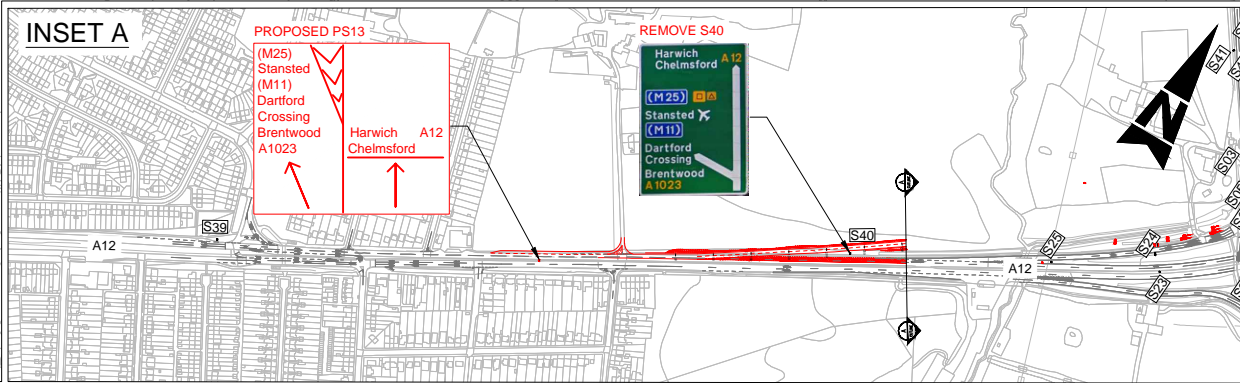 INSET A
PROPOSED PS13
(M25)
Stansted
(M11)
Dartford
Crossing
Brentwood
A1023
Harwich A12
Chelmsford
REMOVE S40
Harwich A12
Chelmsford
(M25)
Stansted
(M11)
Dartford
Crossing
Brentwood
A1023
N
S41
S03
S39
A12
S40
S25
S24
A12
S23